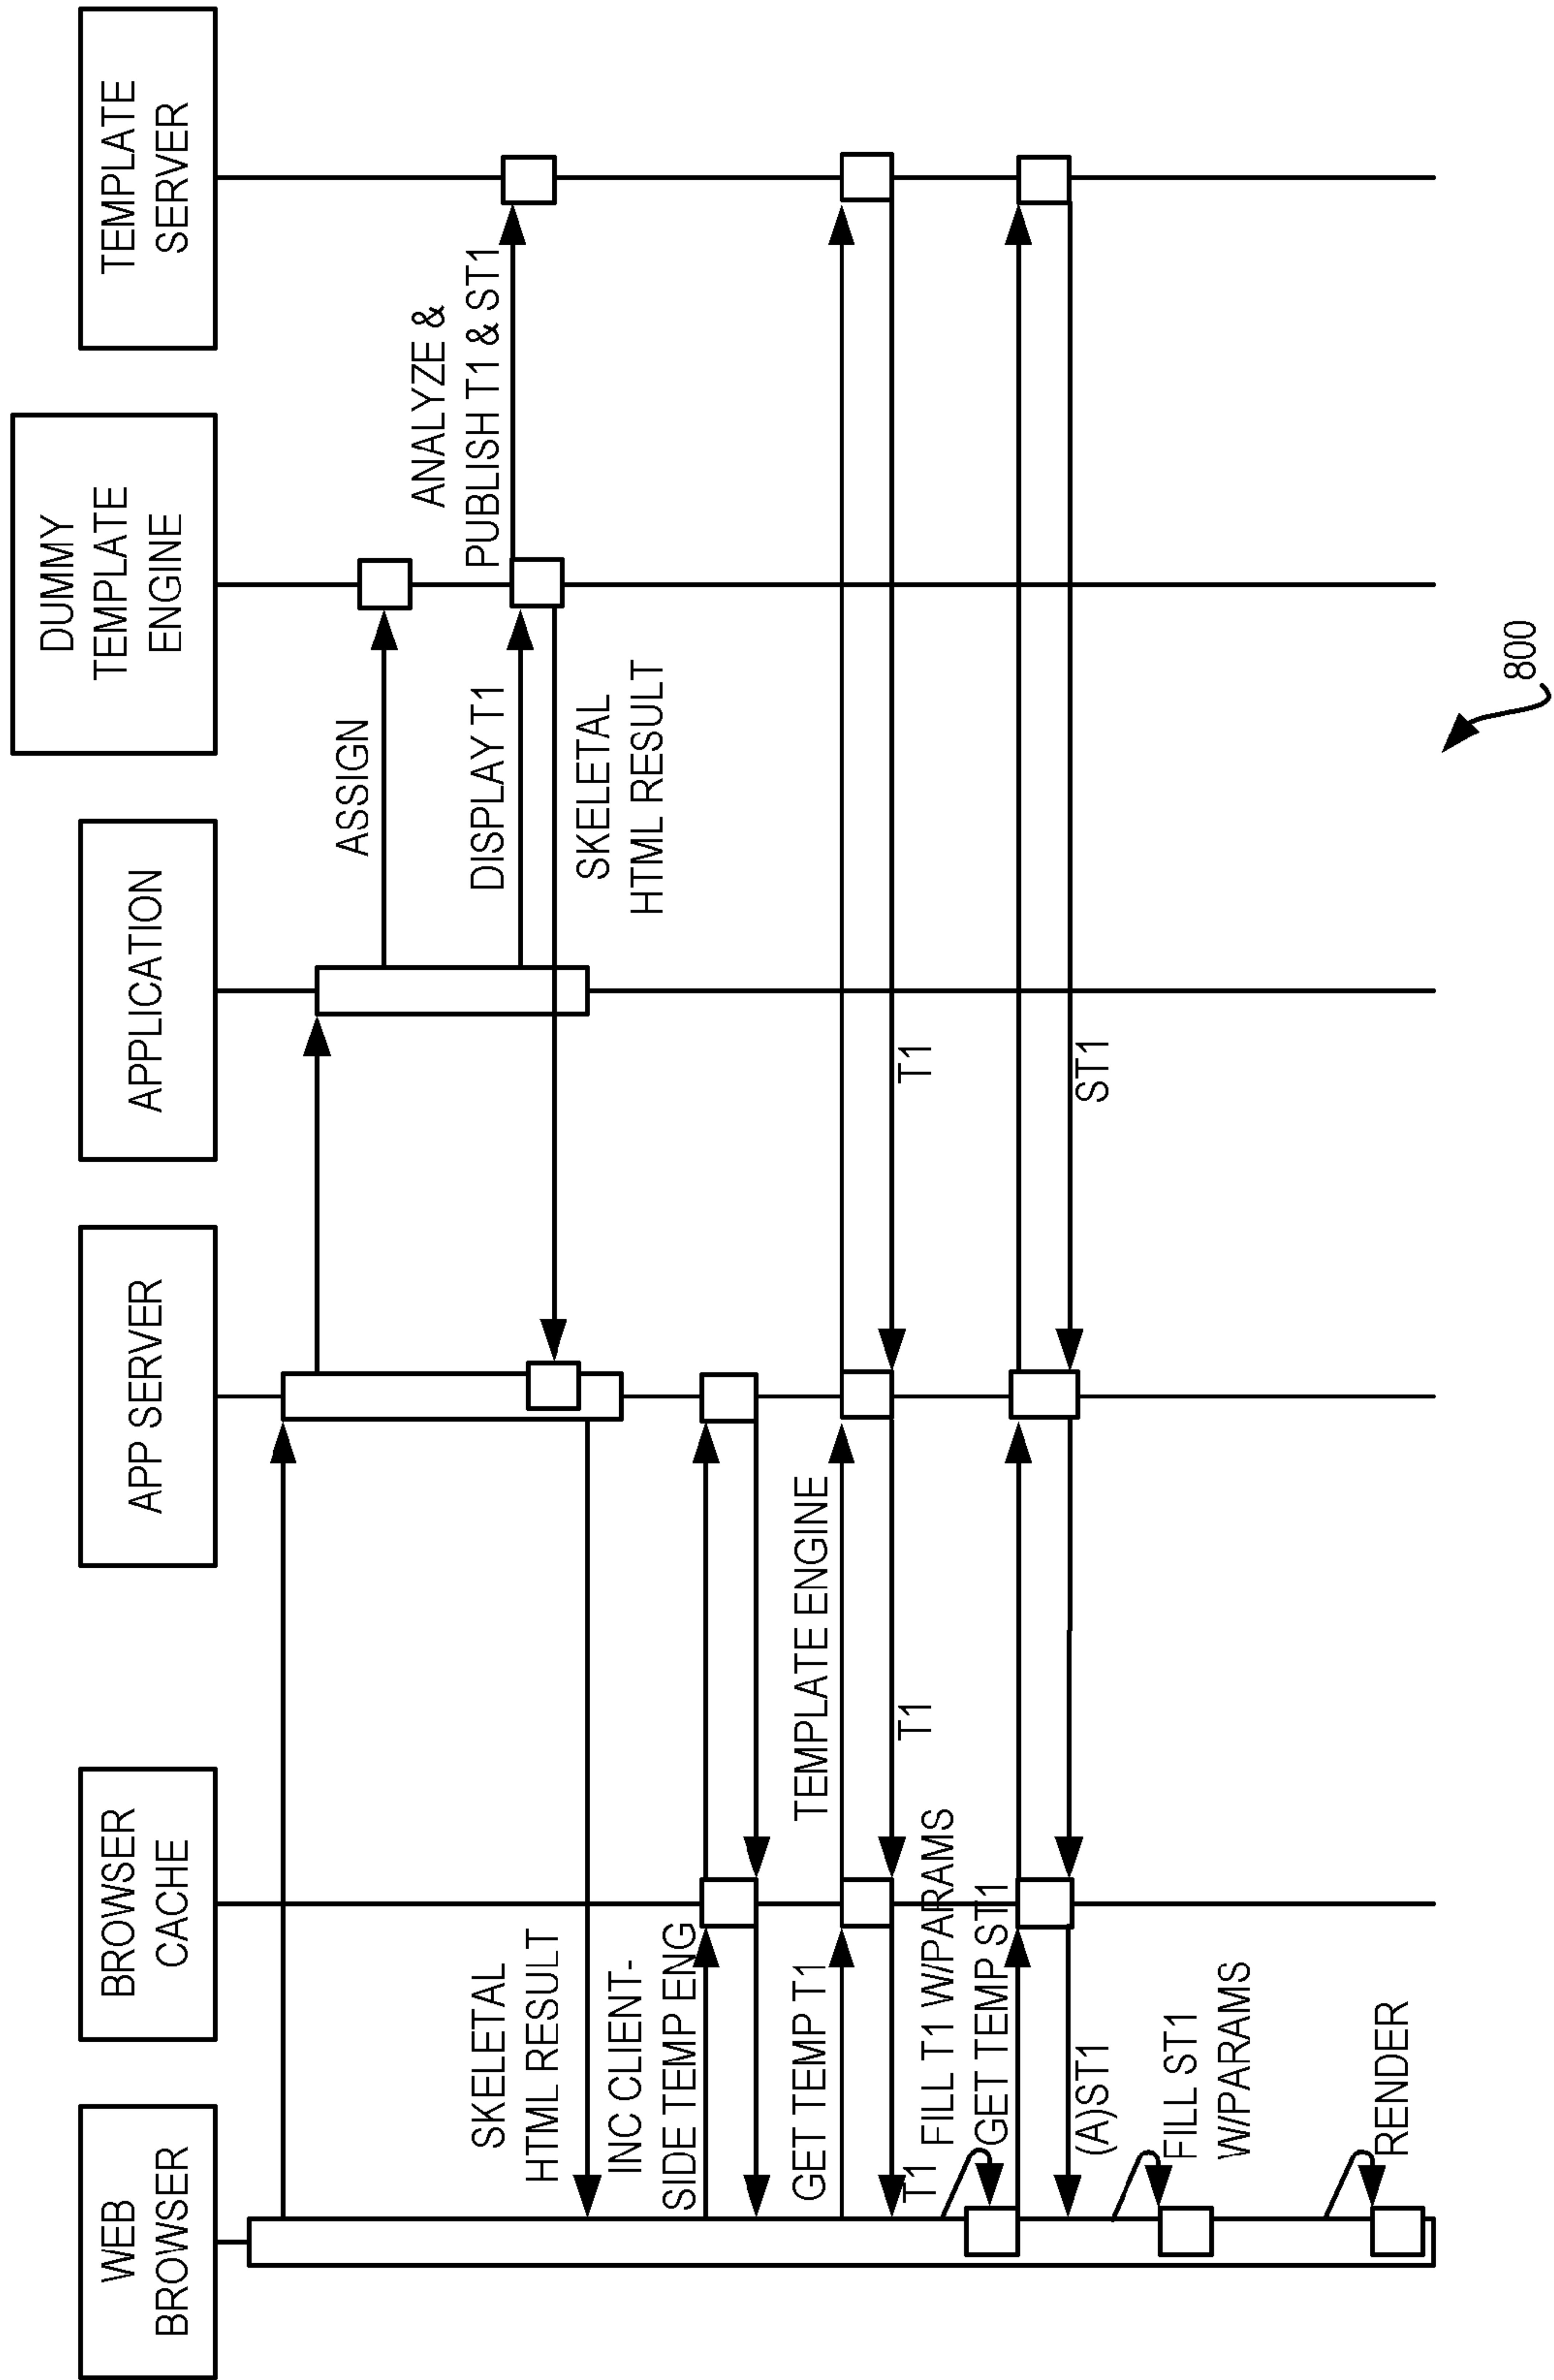 WEB
BROWSER
BROWSER
CACHE
APP SERVER
APPLICATION
DUMMY
TEMPLATE
ENGINE
TEMPLATE
SERVER
ASSIGN
ANALYZE &
PUBLISH T1 & ST1
DISPLAY T1
SKELETAL
HTML RESULT
SKELETAL
HTML RESULT
INC CLIENT-
SIDE TEMP ENG
TEMPLATE ENGINE
GET TEMP T1
T1
T1
T1
FILL T1 W/PARAMS
GET TEMP ST1
ST1
(A)ST1
FILL ST1
W/PARAMS
RENDER
800